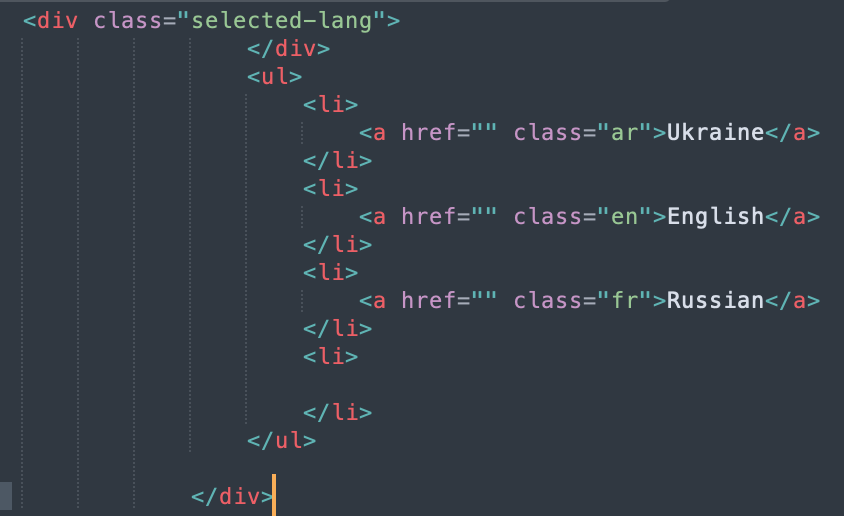 <div class="selected-lang">
</div>
<ul>
<li>
<a href="" class="ar">Ukraine</a>
</li>
<li>
<a href="" class="en">English</a>
</li>
<li>
<a href="" class="fr">Russian</a>
</li>
<li>
</li>
</ul>
</div>